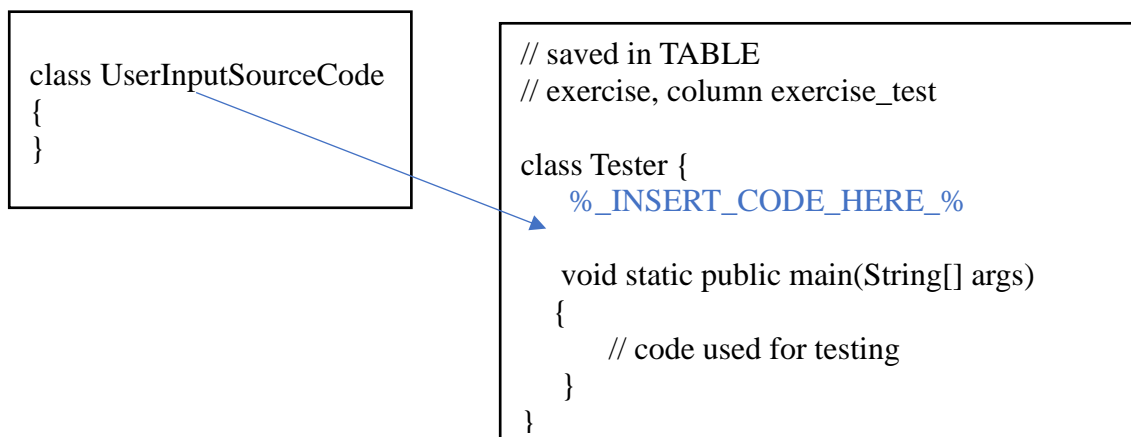 class UserInputSourceCode
{
}
// saved in TABLE
// exercise, column exercise_test
class Tester {
%_INSERT_CODE_HERE_%
void static public main(String[] args)
{
// code used for testing
}
}